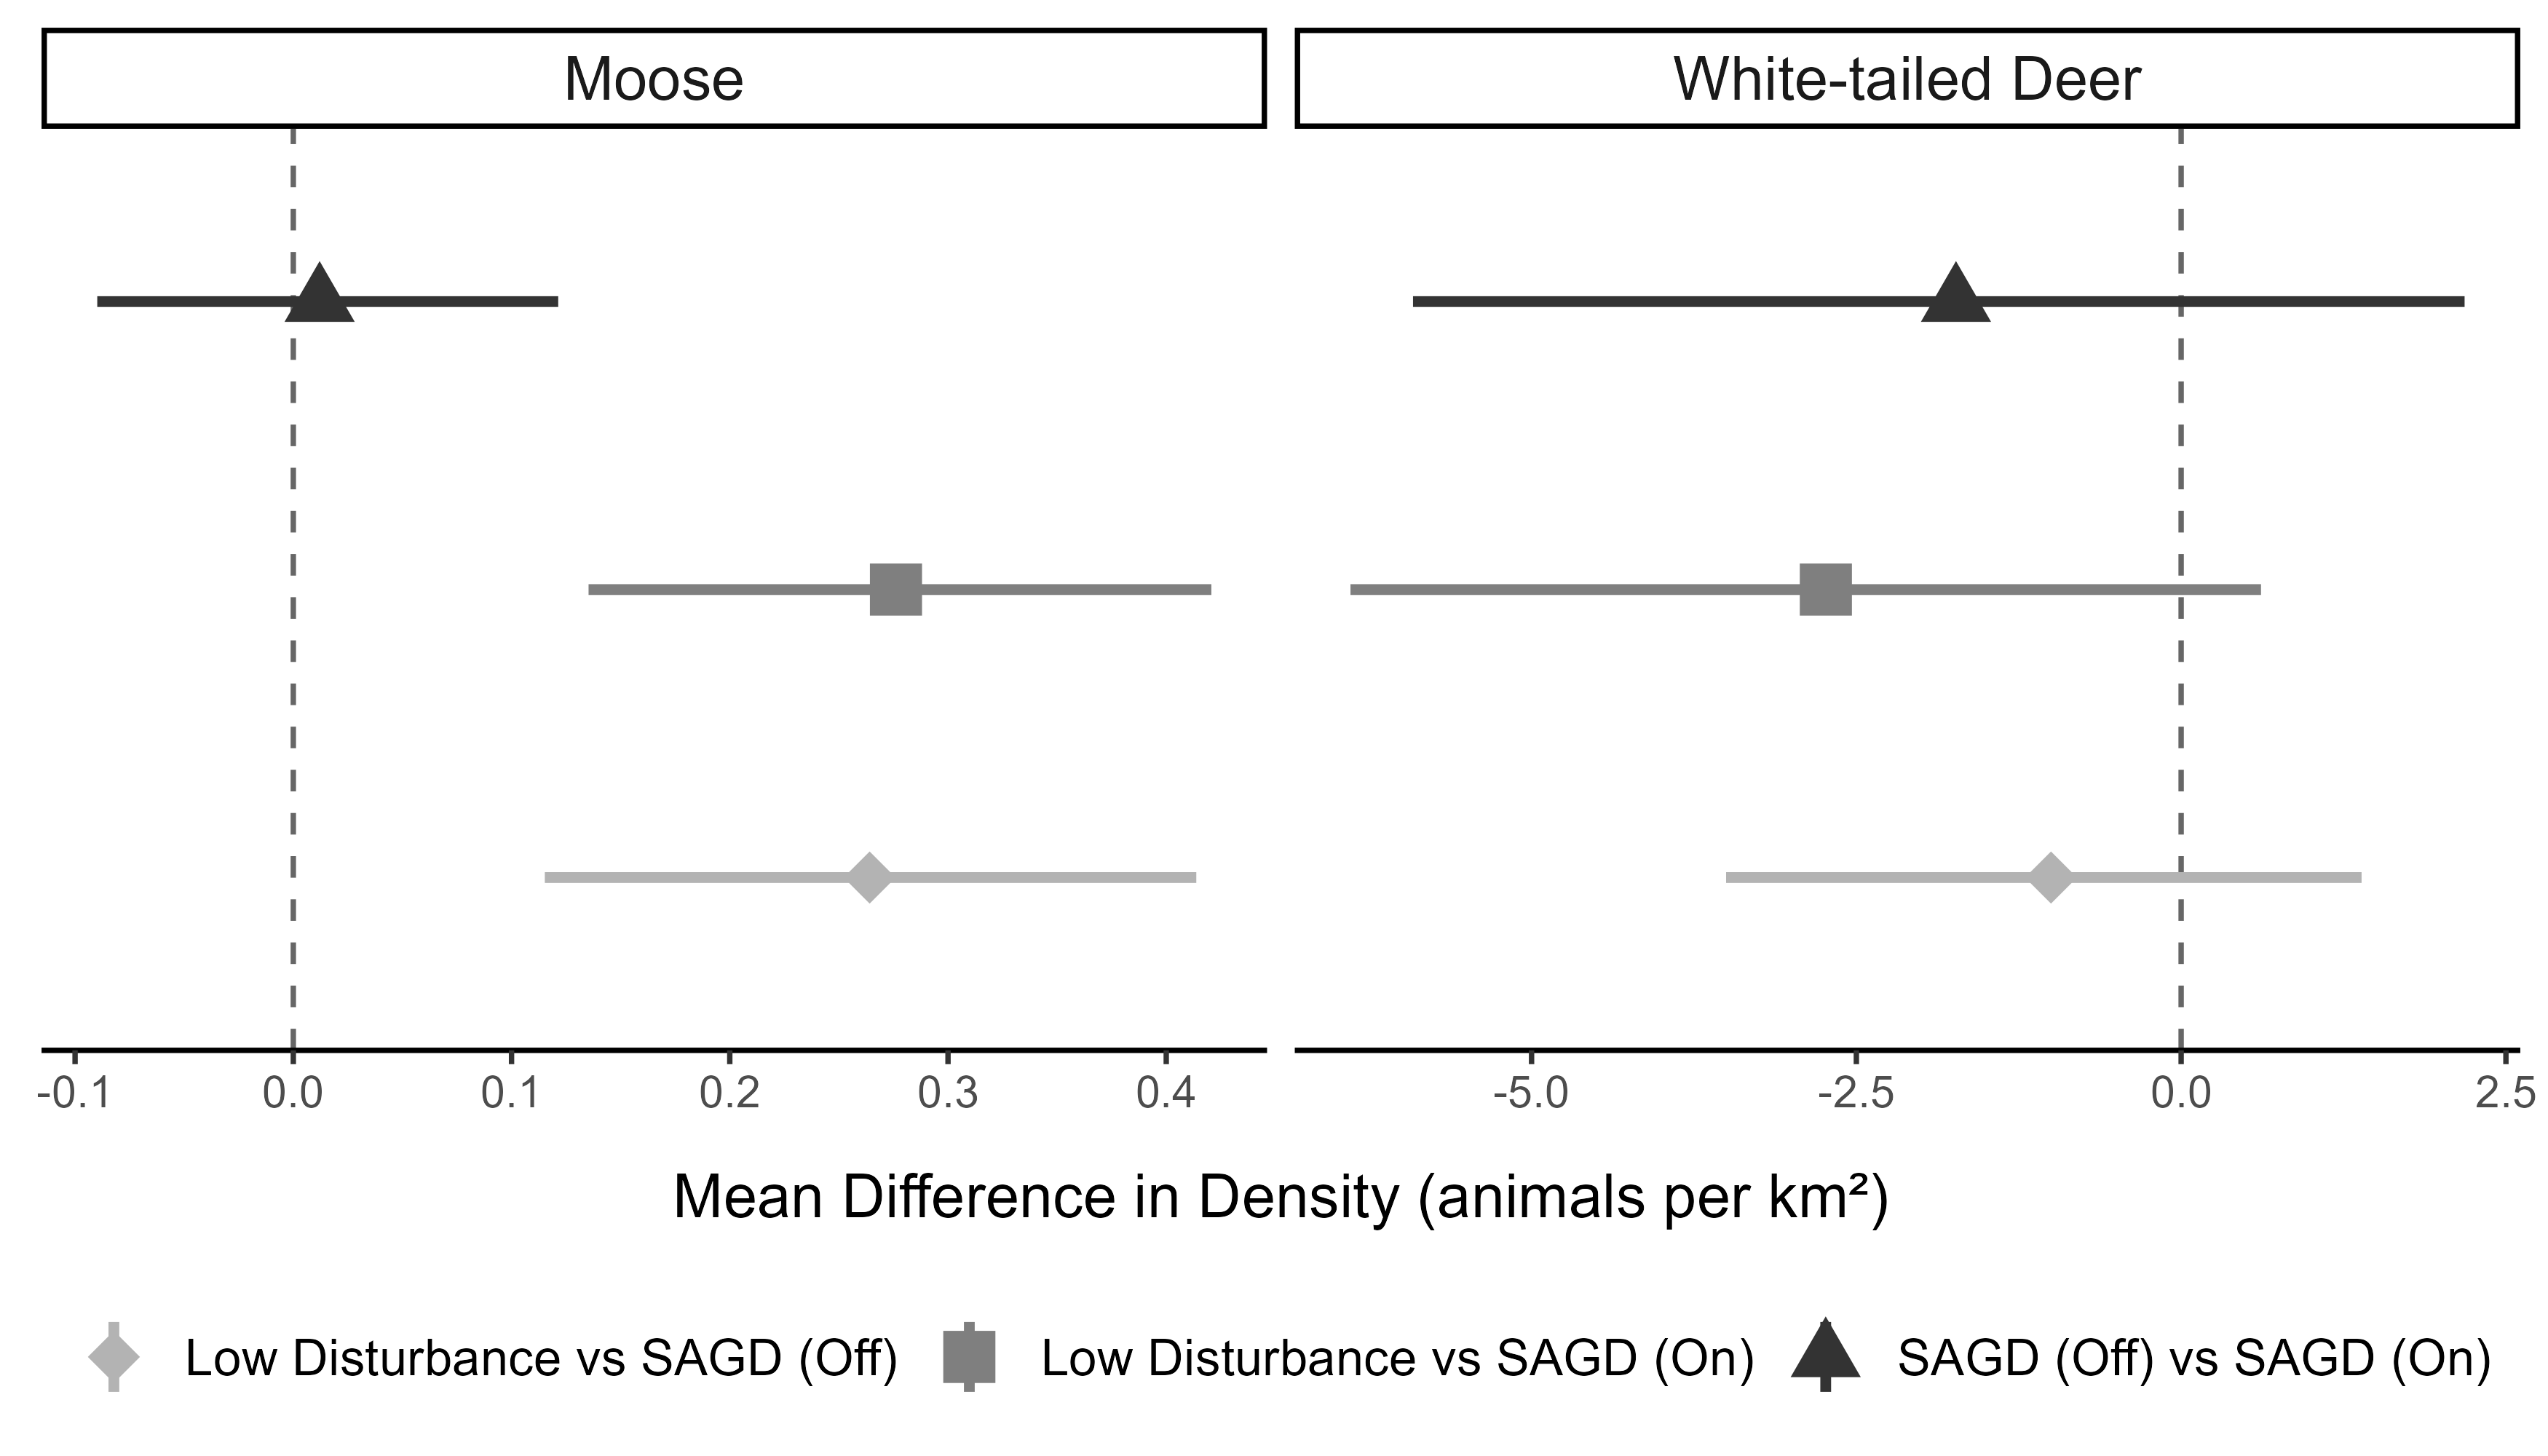 Moose
White-tailed Deer
-0.1 0.0 0.1 0.2 0.3 0.4
-5.0 -2.5 0.0 2.5
Mean Difference in Density (animals per km²)
Low Disturbance vs SAGD (Off)
Low Disturbance vs SAGD (On)
SAGD (Off) vs SAGD (On)